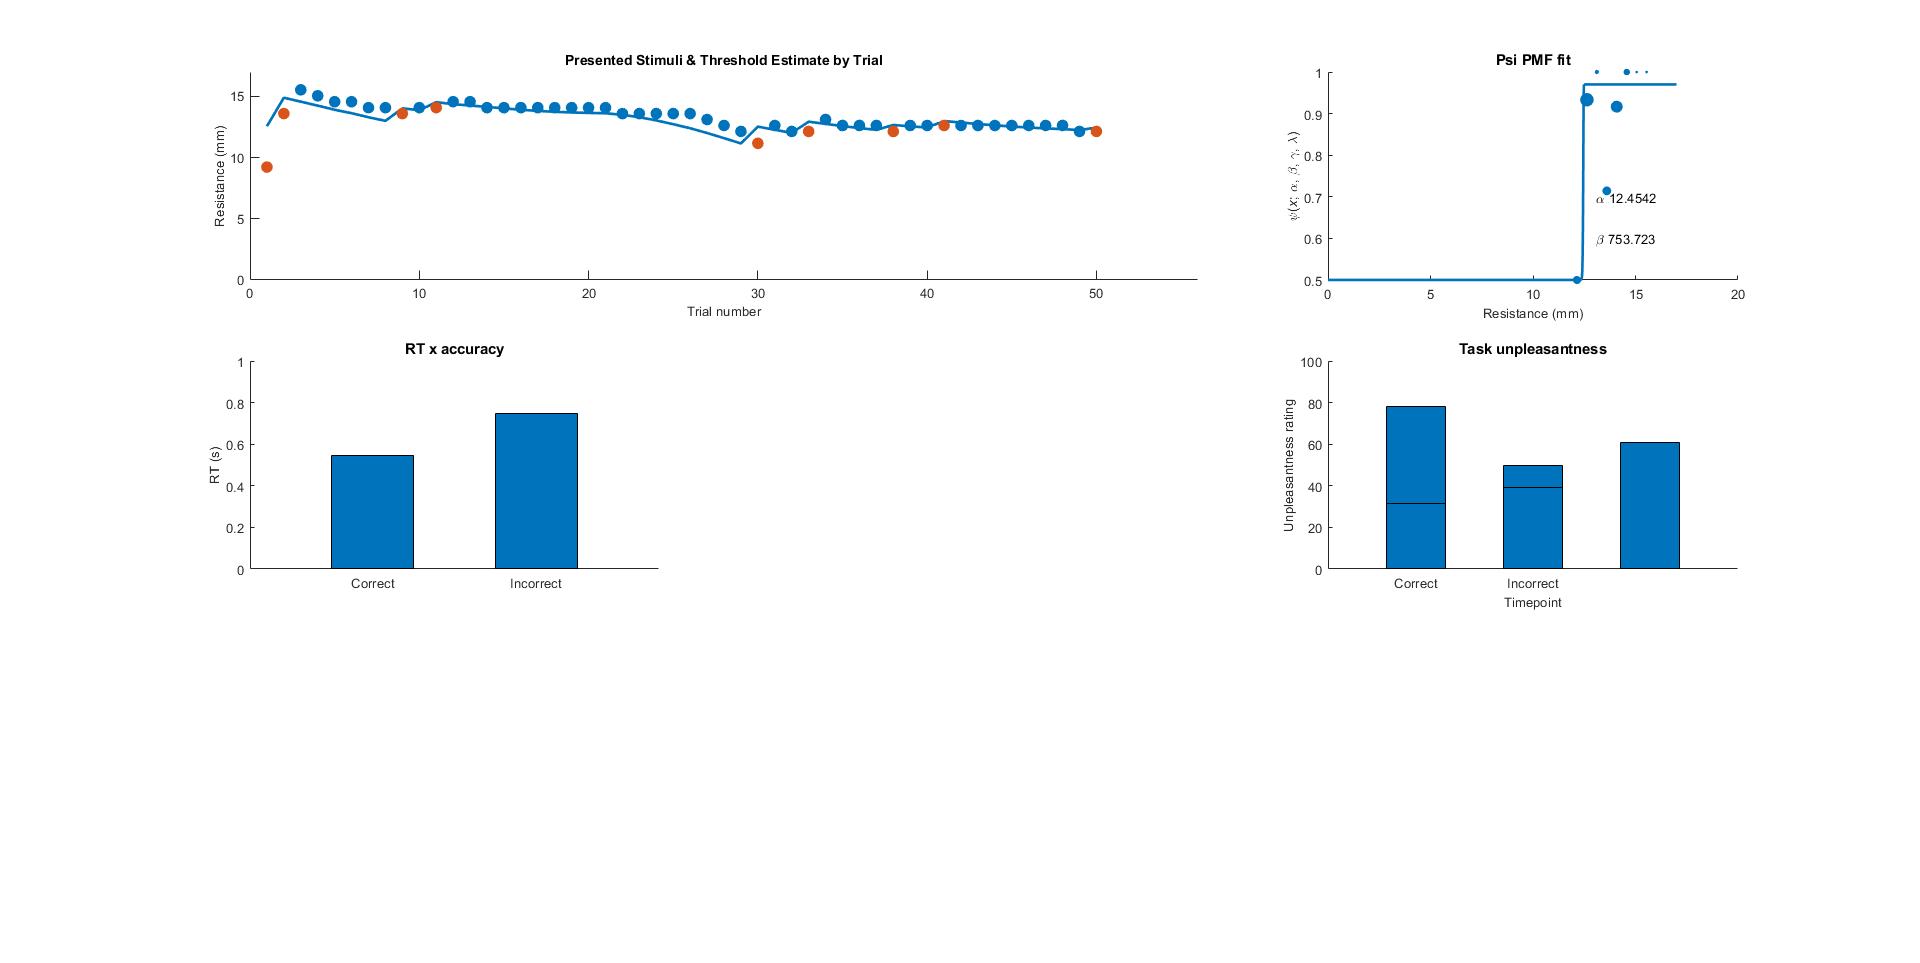 Presented Stimuli & Threshold Estimate by Trial
Resistance (mm)
15
10
5
0
0 10 20 30 40 50
Trial number
Psi PMF fit
ψ(x; α, β, γ, λ)
1
0.9
0.8
0.7
0.6
0.5
α 12.4542
β 753.723
0 5 10 15 20
Resistance (mm)
RT x accuracy
RT (s)
1
0.8
0.6
0.4
0.2
0
Correct Incorrect
Task unpleasantness
Unpleasantness rating
100
80
60
40
20
0
Correct Incorrect
Timepoint